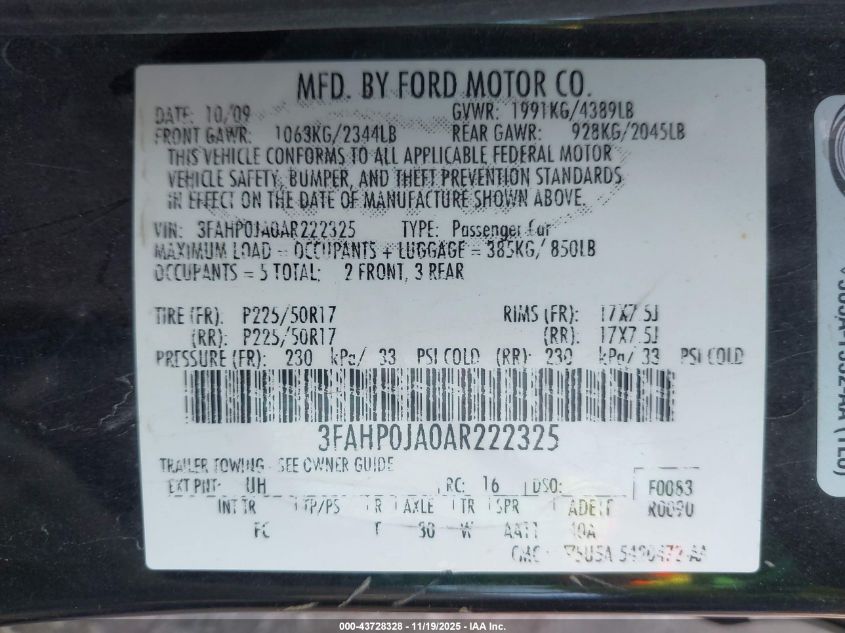 MFD. BY FORD MOTOR CO.
DATE: 10/09 GVWR: 1991KG/4389LB
FRONT GAWR: 1063KG/2344LB REAR GAWR: 928KG/2045LB
THIS VEHICLE CONFORMS TO ALL APPLICABLE FEDERAL MOTOR
VEHICLE SAFETY, BUMPER, AND THEFT PREVENTION STANDARDS
IN EFFECT ON THE DATE OF MANUFACTURE SHOWN ABOVE.
VIN: 3FAHP0JA0AR222325 TYPE: Passenger Car
MAXIMUM LOAD = OCCUPANTS + LUGGAGE = 385KG/850LB
OCCUPANTS = 5 TOTAL: 2 FRONT, 3 REAR
TIRE (FR): P225/50R17 RIMS (FR): 17X7.5J
(RR): P225/50R17 (RR): 17X7.5J
PRESSURE (FR): 230 kPa/ 33 PSI COLD (RR): 230 kPa/ 33 PSI COLD
3FAHP0JA0AR222325
TRAILER TOWING - SEE OWNER GUIDE
EXT PNT: UH RC: 16 DSO: F0083
INT TR TP/PS R AXLE TR SPR R0090
30 W 10A
000-43728328 - 11/19/2025 - IAA Inc.